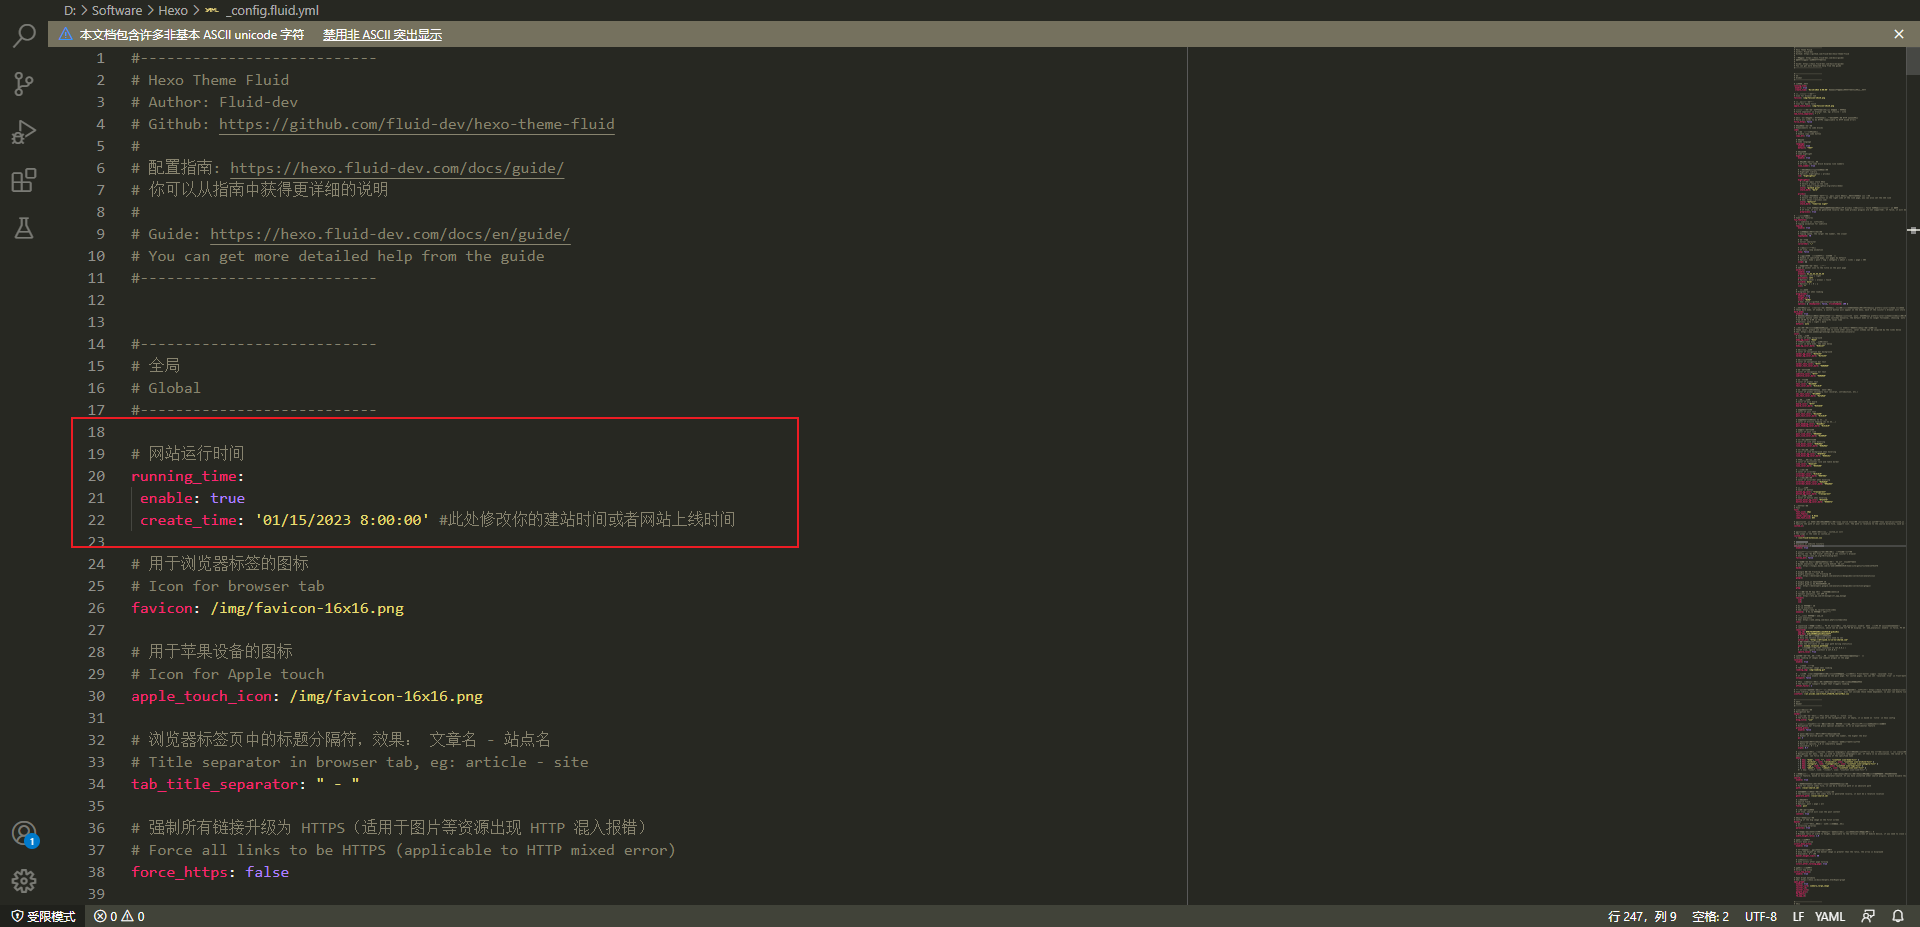 D: > Software > Hexo > _config.fluid.yml
本文档包含许多非基本 ASCII unicode 字符 禁用非 ASCII 突出显示
1 #---------------------------
2 # Hexo Theme Fluid
3 # Author: Fluid-dev
4 # Github: https://github.com/fluid-dev/hexo-theme-fluid
5 #
6 # 配置指南: https://hexo.fluid-dev.com/docs/guide/
7 # 你可以从指南中获得更详细的说明
8 #
9 # Guide: https://hexo.fluid-dev.com/docs/en/guide/
10 # You can get more detailed help from the guide
11 #---------------------------
12
13
14 #---------------------------
15 # 全局
16 # Global
17 #---------------------------
18
19 # 网站运行时间
20 running_time:
21 enable: true
22 create_time: '01/15/2023 8:00:00' #此处修改你的建站时间或者网站上线时间
23
24 # 用于浏览器标签的图标
25 # Icon for browser tab
26 favicon: /img/favicon-16x16.png
27
28 # 用于苹果设备的图标
29 # Icon for Apple touch
30 apple_touch_icon: /img/favicon-16x16.png
31
32 # 浏览器标签页中的标题分隔符，效果： 文章名 - 站点名
33 # Title separator in browser tab, eg: article - site
34 tab_title_separator: " - "
35
36 # 强制所有链接升级为 HTTPS（适用于图片等资源出现 HTTP 混入报错）
37 # Force all links to be HTTPS (applicable to HTTP mixed error)
38 force_https: false
39
1
受限模式 0 0 行 247，列 9 空格: 2 UTF-8 LF YAML